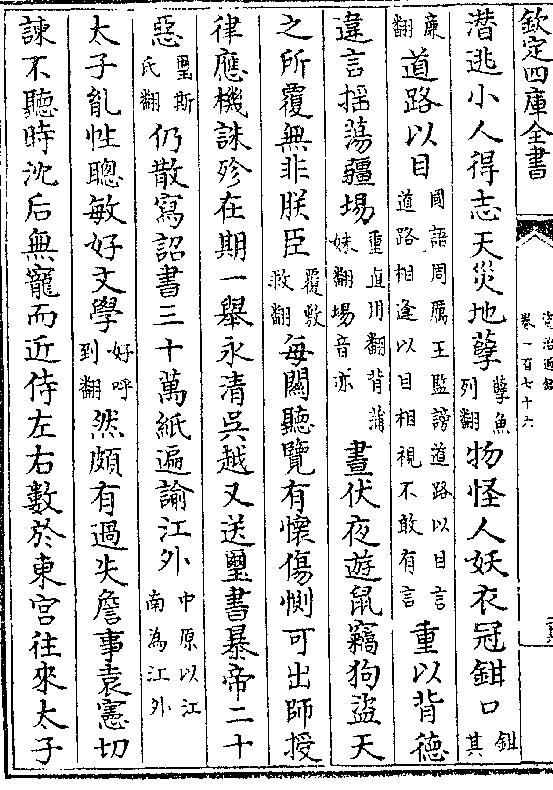 欽定四庫全書
資治通鑑
卷一百七十六
潛逃小人得志天災地孽孽魚列翻物怪人妖衣冠鉗口鉗其
亷翻道路以目國語周厲王監謗道路以目言道路相逢以目相視不敢有言重以背德
違言搖蕩疆埸重直用翻背蒲妹翻埸音亦晝伏夜遊鼠竊狗盜天
之所覆無非朕臣覆敷救翻每關聽覽有懷傷惻可出師授
律應機誅殄在期一舉永清吳越又送璽書暴帝二十
惡璽斯氏翻仍散寫詔書三十萬紙遍諭江外中原以江南為江外
太子胤性聰敏好文學好呼到翻然頗有過失詹事袁憲切
諫不聽時沈后無寵而近侍左右數於東宮往來太子